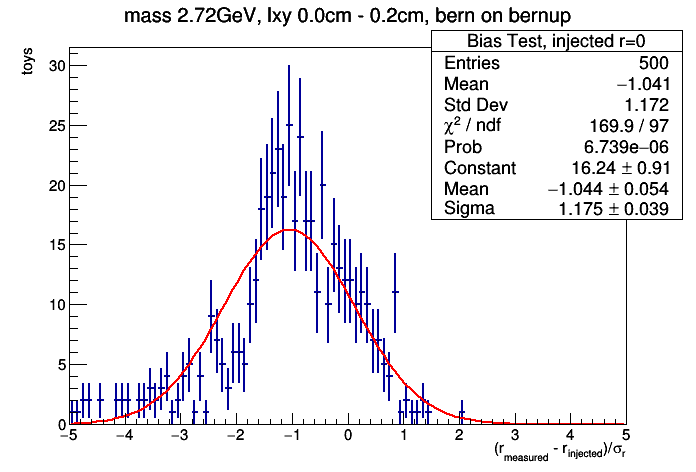 mass 2.72GeV, lxy 0.0cm - 0.2cm, bern on bernup
Bias Test, injected r=0
Entries 500
Mean −1.041
Std Dev 1.172
χ² / ndf 169.9 / 97
Prob 6.739e−06
Constant 16.24 ± 0.91
Mean −1.044 ± 0.054
Sigma 1.175 ± 0.039
toys
30
25
20
15
10
5
0
−5 −4 −3 −2 −1 0 1 2 3 4 5
(r_measured - r_injected)/σ_r